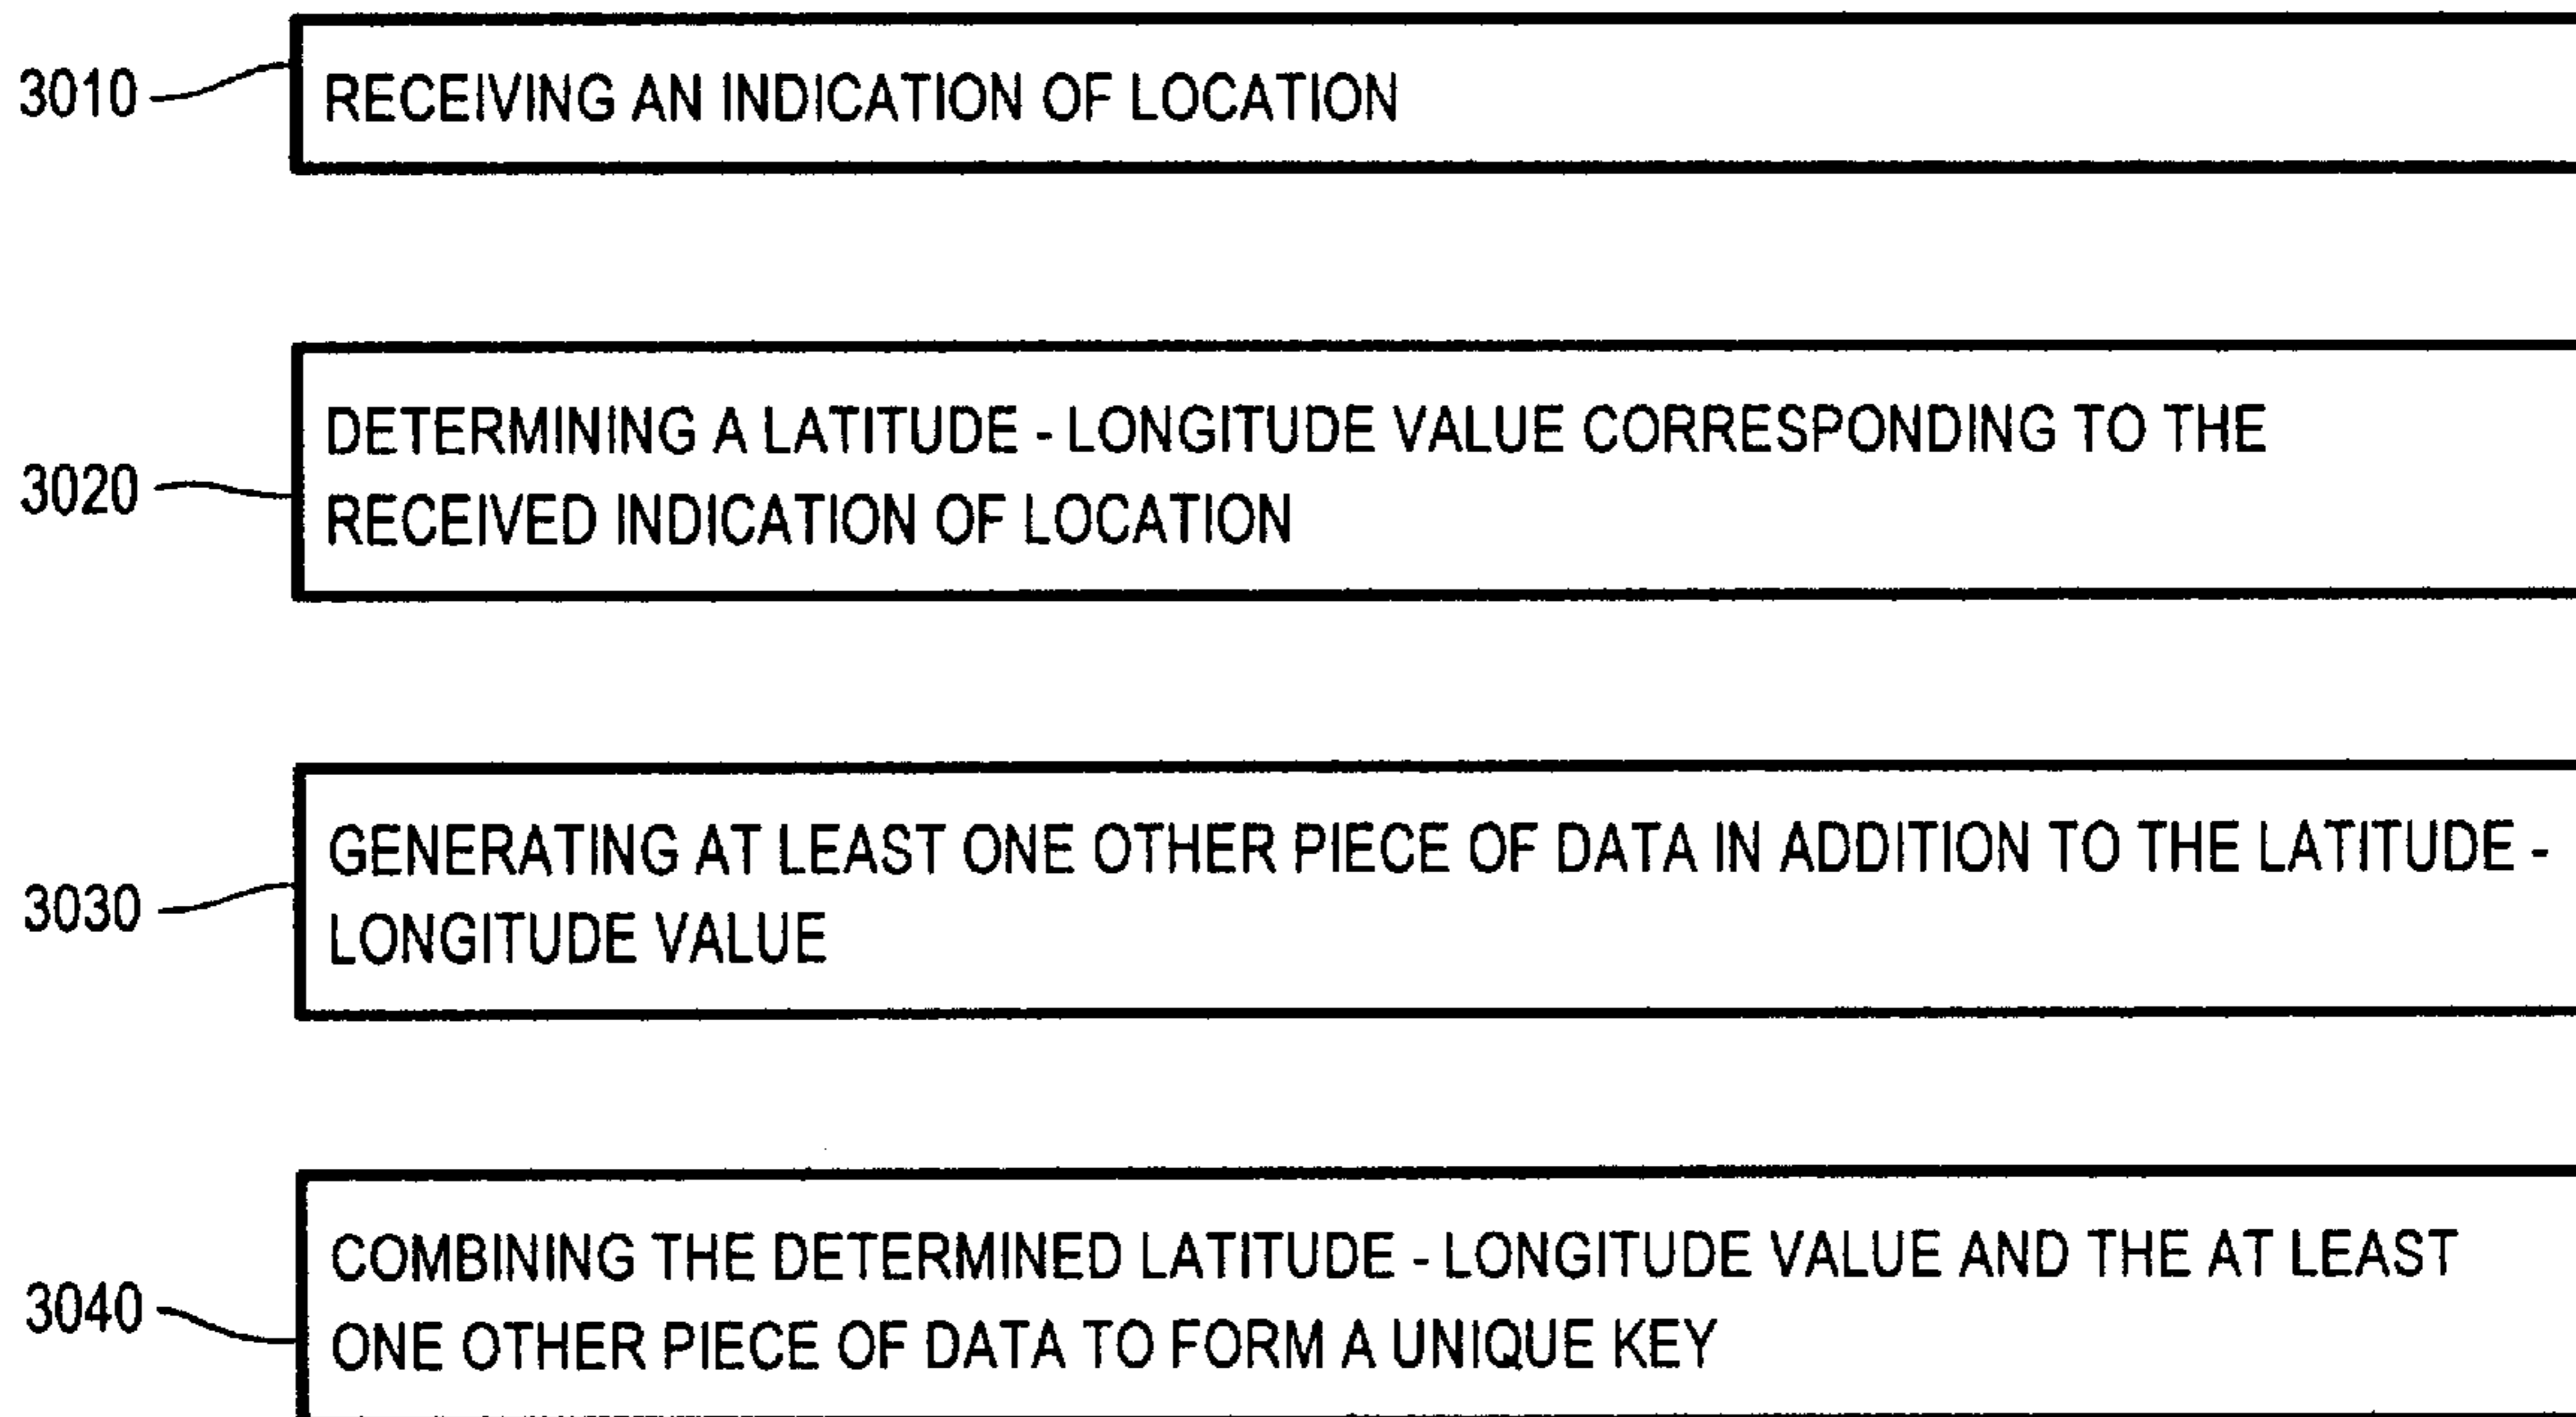 3010
RECEIVING AN INDICATION OF LOCATION
3020
DETERMINING A LATITUDE - LONGITUDE VALUE CORRESPONDING TO THE
RECEIVED INDICATION OF LOCATION
3030
GENERATING AT LEAST ONE OTHER PIECE OF DATA IN ADDITION TO THE LATITUDE -
LONGITUDE VALUE
3040
COMBINING THE DETERMINED LATITUDE - LONGITUDE VALUE AND THE AT LEAST
ONE OTHER PIECE OF DATA TO FORM A UNIQUE KEY